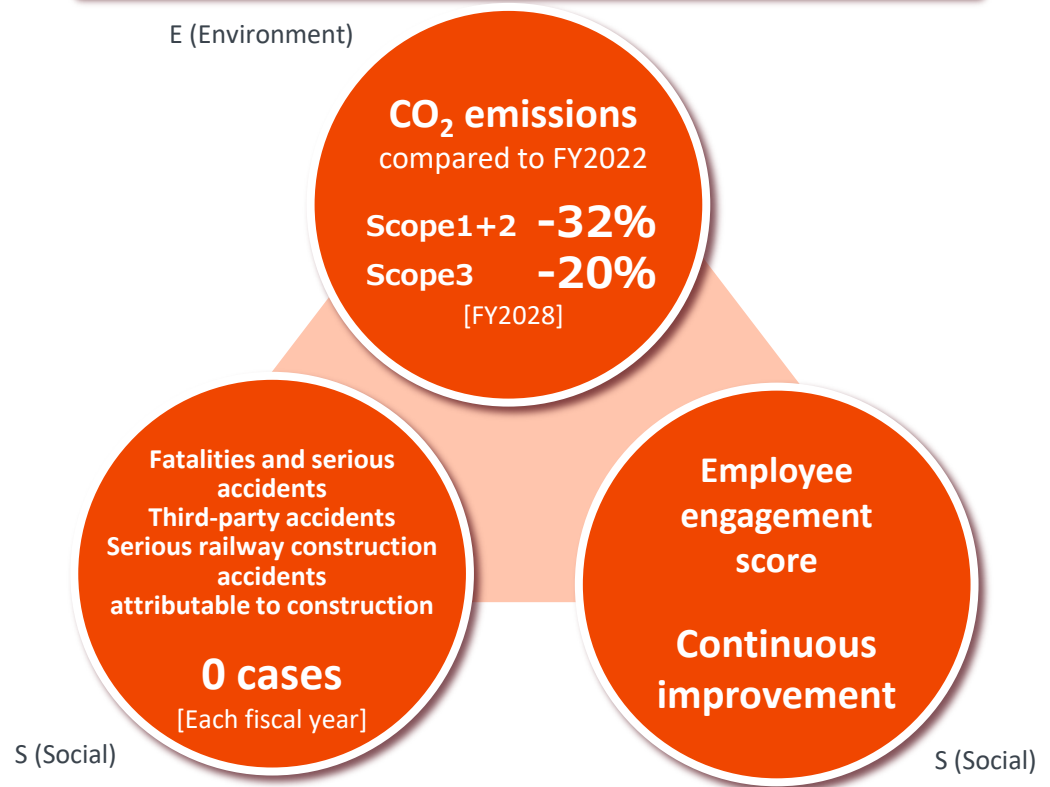 E (Environment)
CO₂ emissions
compared to FY2022
Scope1+2 -32%
Scope3 -20%
[FY2028]
Fatalities and serious
accidents
Third-party accidents
Serious railway construction
accidents
attributable to construction
0 cases
[Each fiscal year]
S (Social)
Employee
engagement
score
Continuous
improvement
S (Social)